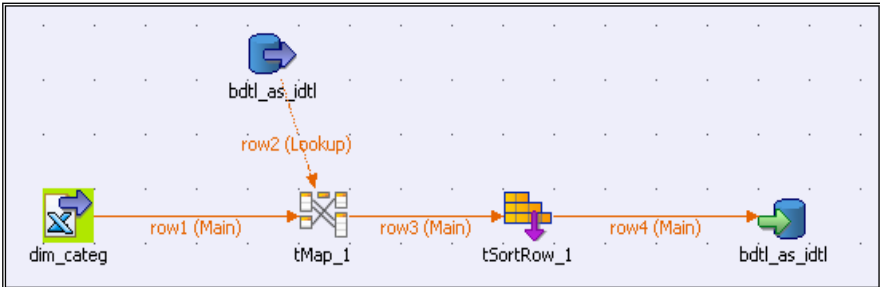 bdtl_as_idtl
row2 (Lookup)
row1 (Main)
row3 (Main)
row4 (Main)
dim_categ
tMap_1
tSortRow_1
bdtl_as_idtl